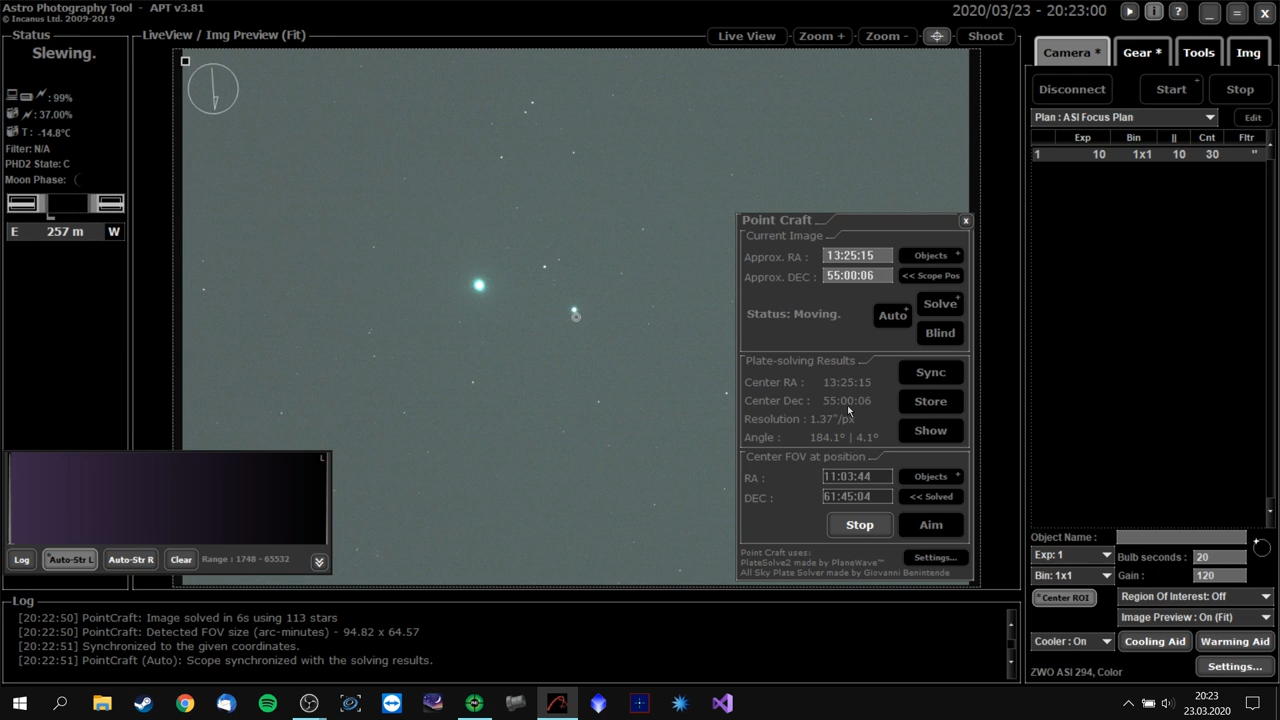 Astro Photography Tool - APT v3.81
© Incanus Ltd. 2009-2019
2020/03/23 - 20:23:00
Status
Slewing.
: 99%
: 37.00%
T : -14.8°C
Filter: N/A
PHD2 State: C
Moon Phase:
E 257 m W
LiveView / Img Preview (Fit)
Live View Zoom + Zoom - Shoot
Camera * Gear * Tools Img
Disconnect Start + Stop
Plan : ASI Focus Plan Edit
Exp Bin || Cnt Fltr
1 10 1x1 10 30 "
Point Craft x
Current Image
Approx. RA : 13:25:15 Objects +
Approx. DEC : 55:00:06 << Scope Pos
Status: Moving. Auto + Solve +
Blind
Plate-solving Results
Center RA : 13:25:15 Sync
Center Dec : 55:00:06 Store
Resolution : 1.37"/px
Angle : 184.1° | 4.1° Show
Center FOV at position
RA : 11:03:44 Objects +
DEC : 61:45:04 << Solved
Stop Aim
Point Craft uses:
PlateSolve2 made by PlaneWave™
All Sky Plate Solver made by Giovanni Benintende
Settings...
L
Log *Auto-Str L Auto-Str R Clear Range : 1748 - 65532
Object Name :
Exp: 1 Bulb seconds : 20
Bin: 1x1 Gain : 120
*Center ROI Region Of Interest: Off
Image Preview : On (Fit)
Cooler : On Cooling Aid Warming Aid
ZWO ASI 294, Color Settings...
Log
[20:22:50] PointCraft: Image solved in 6s using 113 stars
[20:22:50] PointCraft: Detected FOV size (arc-minutes) - 94.82 x 64.57
[20:22:51] Synchronized to the given coordinates.
[20:22:51] PointCraft (Auto): Scope synchronized with the solving results.
20:23
23.03.2020